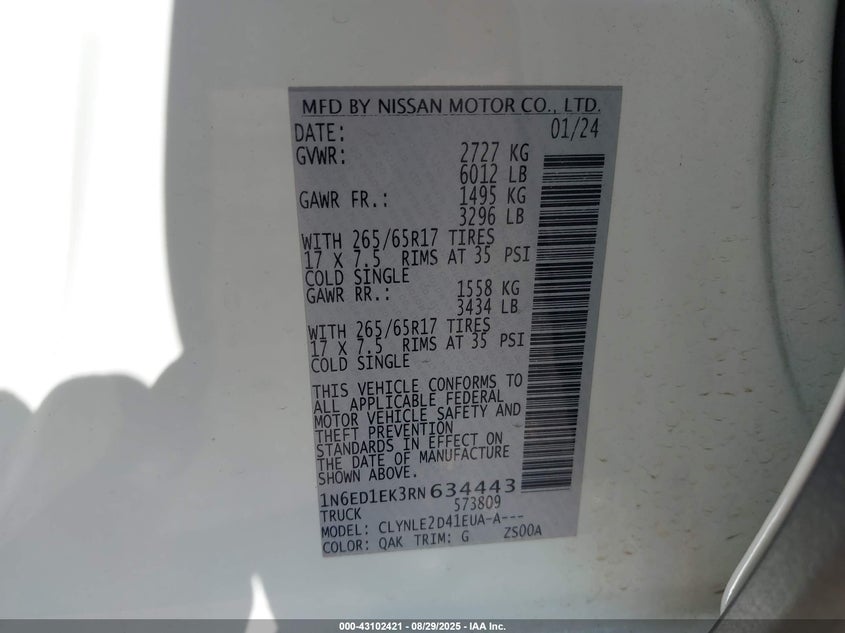 MFD BY NISSAN MOTOR CO., LTD.
DATE: 01/24
GVWR: 2727 KG
6012 LB
GAWR FR.: 1495 KG
3296 LB
WITH 265/65R17 TIRES
17 X 7.5 RIMS AT 35 PSI
COLD SINGLE
GAWR RR.: 1558 KG
3434 LB
WITH 265/65R17 TIRES
17 X 7.5 RIMS AT 35 PSI
COLD SINGLE
THIS VEHICLE CONFORMS TO
ALL APPLICABLE FEDERAL
MOTOR VEHICLE SAFETY AND
THEFT PREVENTION
STANDARDS IN EFFECT ON
THE DATE OF MANUFACTURE
SHOWN ABOVE.
1N6ED1EK3RN634443
TRUCK 573809
MODEL: CLYNLE2D41EUA-A---
COLOR: QAK TRIM: G ZS00A
000-43102421 - 08/29/2025 - IAA Inc.